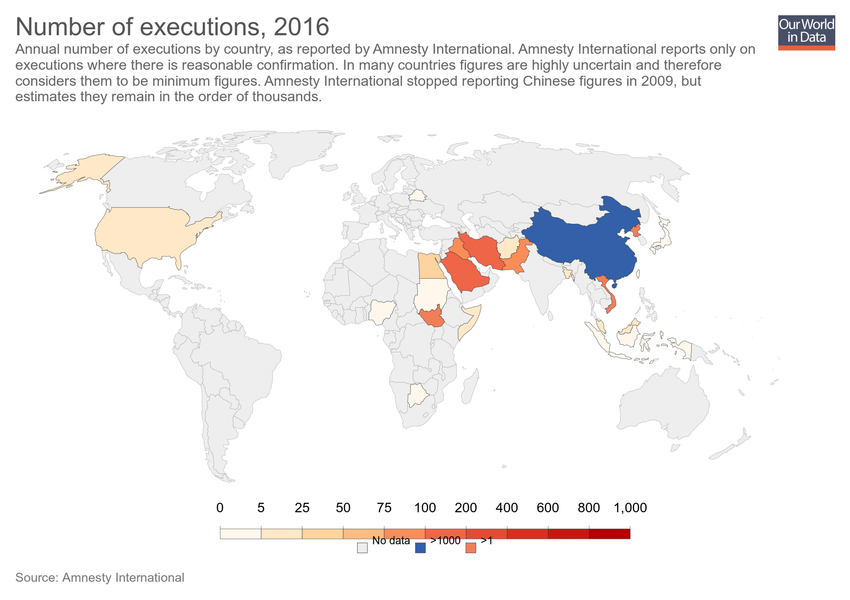 Number of executions, 2016
Our World
in Data
Annual number of executions by country, as reported by Amnesty International. Amnesty International reports only on
executions where there is reasonable confirmation. In many countries figures are highly uncertain and therefore
considers them to be minimum figures. Amnesty International stopped reporting Chinese figures in 2009, but
estimates they remain in the order of thousands.
0 5 25 50 75 100 200 400 600 800 1,000
No data >1000 >1
Source: Amnesty International